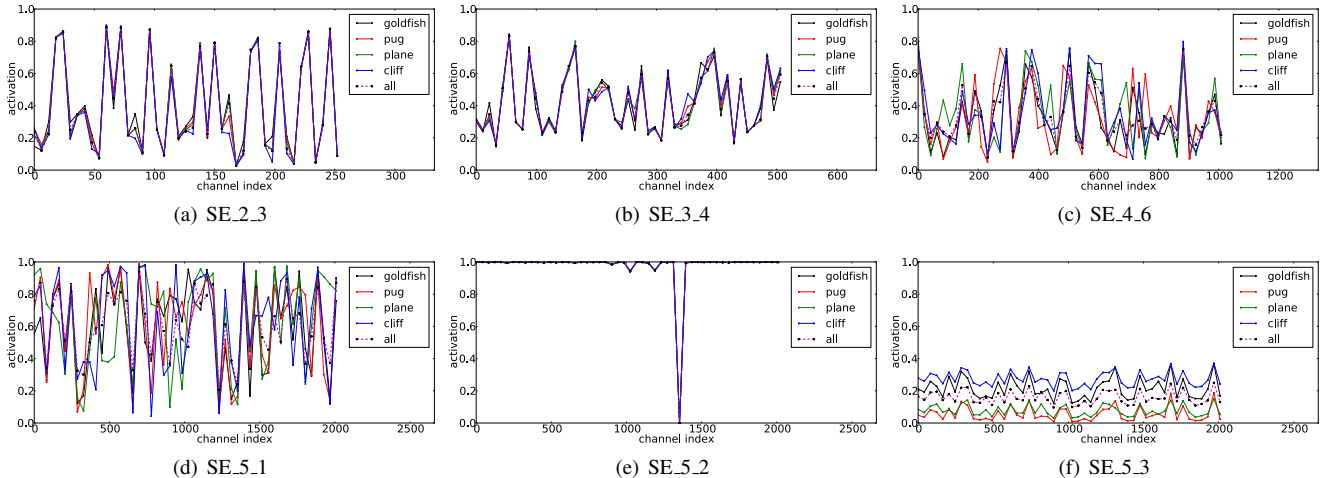 1.0
0.8
0.6
0.4
0.2
0.0
activation
0 50 100 150 200 250 300
channel index
goldfish
pug
plane
cliff
all
(a) SE_2_3
1.0
0.8
0.6
0.4
0.2
0.0
activation
0 100 200 300 400 500 600
channel index
goldfish
pug
plane
cliff
all
(b) SE_3_4
1.0
0.8
0.6
0.4
0.2
0.0
activation
0 200 400 600 800 1000 1200
channel index
goldfish
pug
plane
cliff
all
(c) SE_4_6
1.0
0.8
0.6
0.4
0.2
0.0
activation
0 500 1000 1500 2000 2500
channel index
goldfish
pug
plane
cliff
all
(d) SE_5_1
1.0
0.8
0.6
0.4
0.2
0.0
activation
0 500 1000 1500 2000 2500
channel index
goldfish
pug
plane
cliff
all
(e) SE_5_2
1.0
0.8
0.6
0.4
0.2
0.0
activation
0 500 1000 1500 2000 2500
channel index
goldfish
pug
plane
cliff
all
(f) SE_5_3